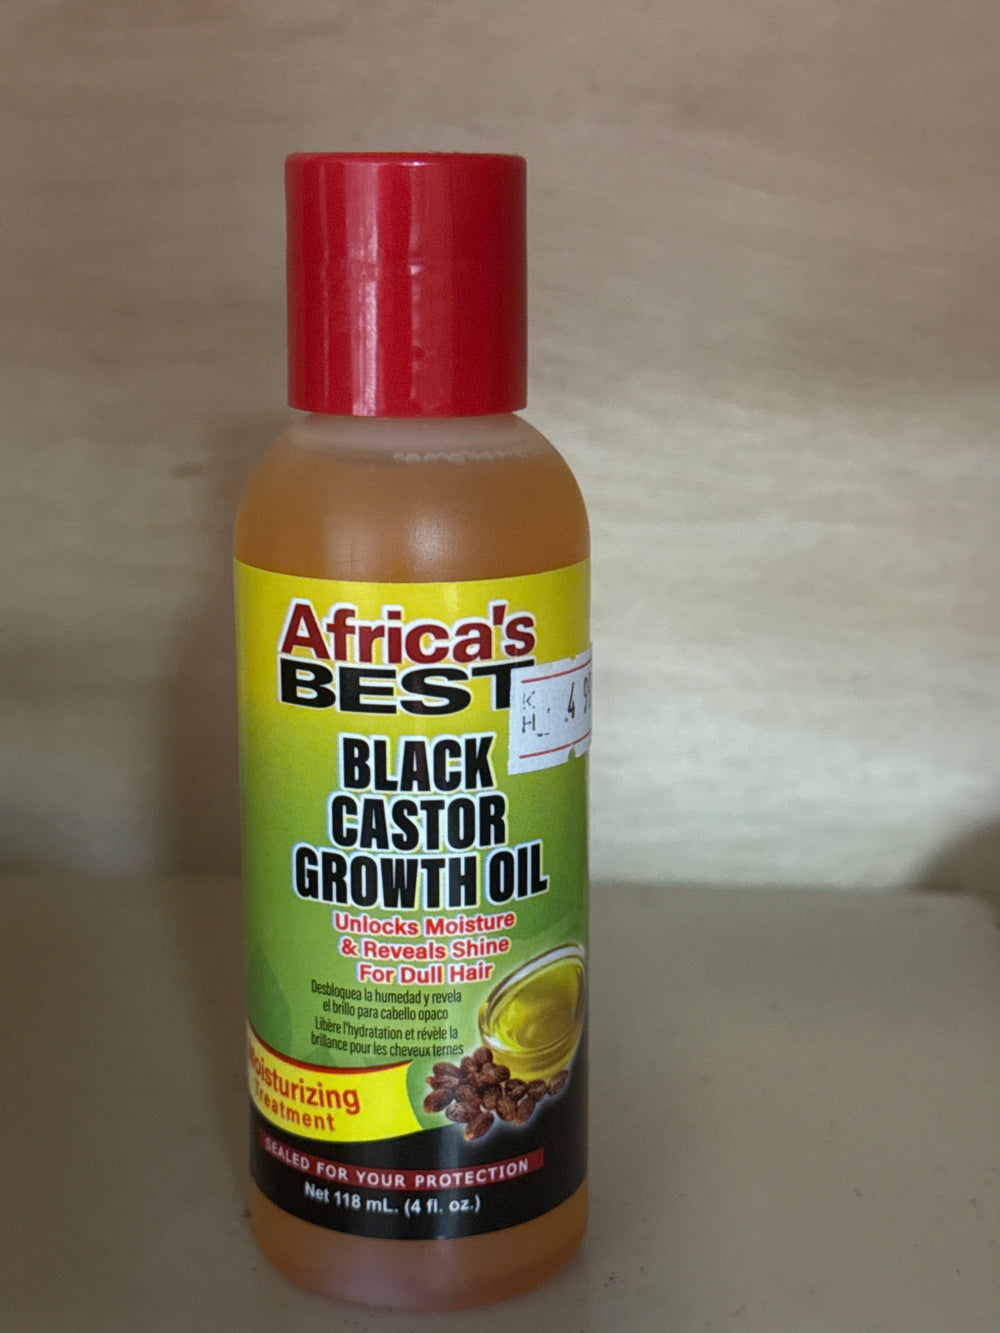 Africa's
BEST
K
H
BLACK
CASTOR
GROWTH OIL
Unlocks Moisture
& Reveals Shine
For Dull Hair
Desbloquea la humedad y revela
el brillo para cabello opaco
Libère l'hydratation et révèle la
brillance pour les cheveux ternes
Moisturizing
Treatment
SEALED FOR YOUR PROTECTION
Net 118 mL. (4 fl. oz.)